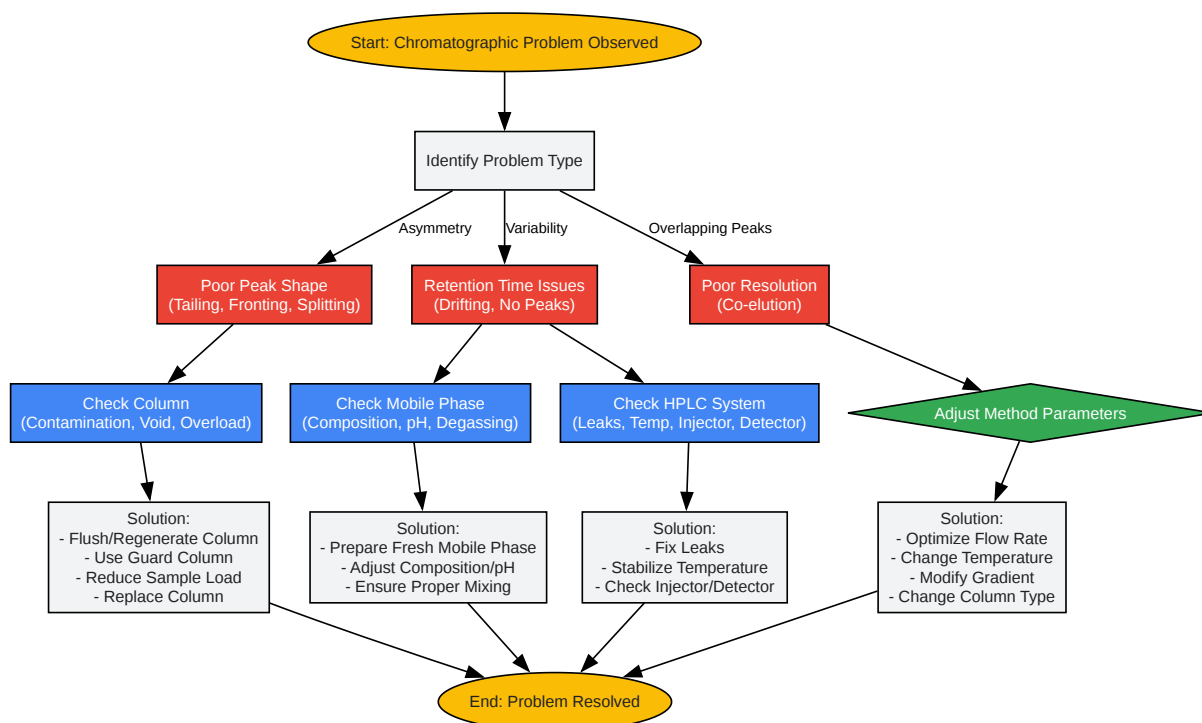 Start: Chromatographic Problem Observed
Identify Problem Type
Asymmetry
Variability
Overlapping Peaks
Poor Peak Shape
(Tailing, Fronting, Splitting)
Retention Time Issues
(Drifting, No Peaks)
Poor Resolution
(Co-elution)
Check Column
(Contamination, Void, Overload)
Check Mobile Phase
(Composition, pH, Degassing)
Check HPLC System
(Leaks, Temp, Injector, Detector)
Adjust Method Parameters
Solution:
- Flush/Regenerate Column
- Use Guard Column
- Reduce Sample Load
- Replace Column
Solution:
- Prepare Fresh Mobile Phase
- Adjust Composition/pH
- Ensure Proper Mixing
Solution:
- Fix Leaks
- Stabilize Temperature
- Check Injector/Detector
Solution:
- Optimize Flow Rate
- Change Temperature
- Modify Gradient
- Change Column Type
End: Problem Resolved